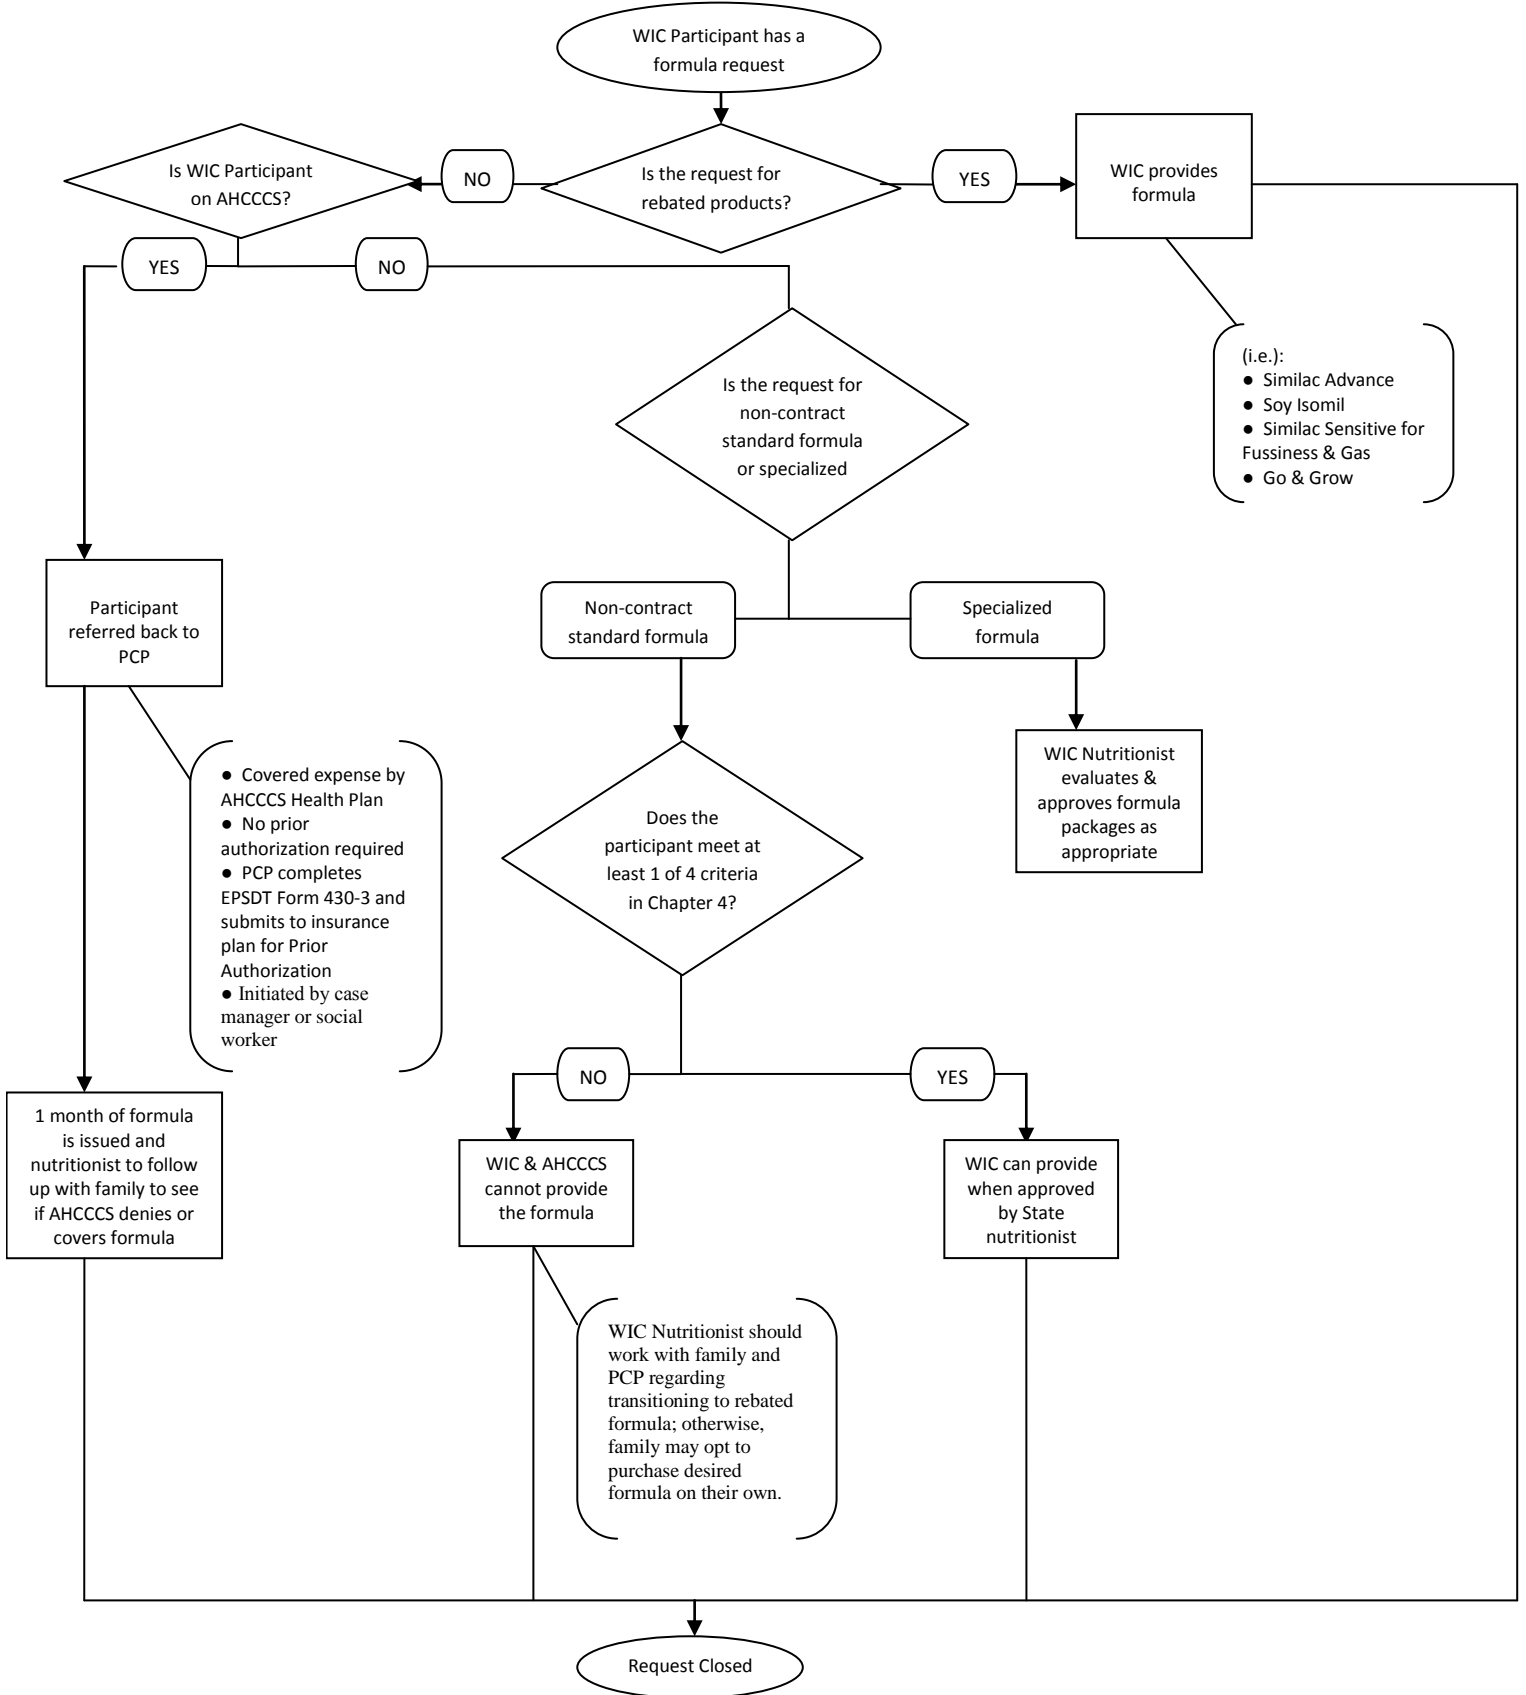 WIC Participant has a
formula request
Is WIC Participant
on AHCCCS?
NO
Is the request for
rebated products?
YES
WIC provides
formula
YES
NO
(i.e.):
● Similac Advance
● Soy Isomil
● Similac Sensitive for
Fussiness & Gas
● Go & Grow
Is the request for
non-contract
standard formula
or specialized
Participant
referred back to
PCP
Non-contract
standard formula
Specialized
formula
● Covered expense by
AHCCCS Health Plan
● No prior
authorization required
● PCP completes
EPSDT Form 430-3 and
submits to insurance
plan for Prior
Authorization
● Initiated by case
manager or social
worker
WIC Nutritionist
evaluates &
approves formula
packages as
appropriate
Does the
participant meet at
least 1 of 4 criteria
in Chapter 4?
NO
YES
1 month of formula
is issued and
nutritionist to follow
up with family to see
if AHCCCS denies or
covers formula
WIC & AHCCCS
cannot provide
the formula
WIC can provide
when approved
by State
nutritionist
WIC Nutritionist should
work with family and
PCP regarding
transitioning to rebated
formula; otherwise,
family may opt to
purchase desired
formula on their own.
Request Closed